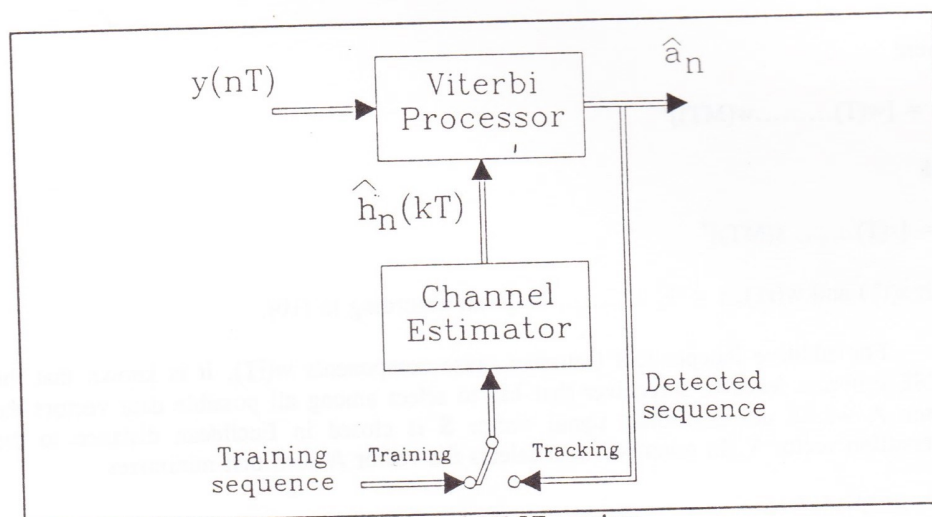 y(nT)
Viterbi
Processor
â_n
ĥ_n(kT)
Channel
Estimator
Detected
sequence
Training
sequence
Training
Tracking